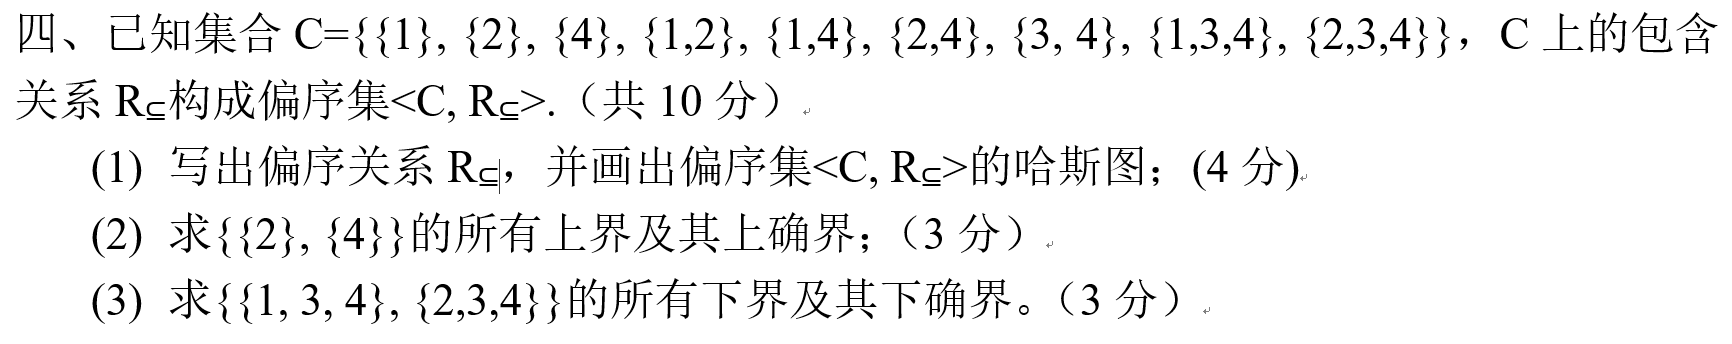 四、已知集合 C={{1}, {2}, {4}, {1,2}, {1,4}, {2,4}, {3, 4}, {1,3,4}, {2,3,4}}，C 上的包含
关系 R⊆构成偏序集<C, R⊆>.（共 10 分）
(1) 写出偏序关系 R⊆，并画出偏序集<C, R⊆>的哈斯图；(4 分)
(2) 求{{2}, {4}}的所有上界及其上确界；（3 分）
(3) 求{{1, 3, 4}, {2,3,4}}的所有下界及其下确界。（3 分）